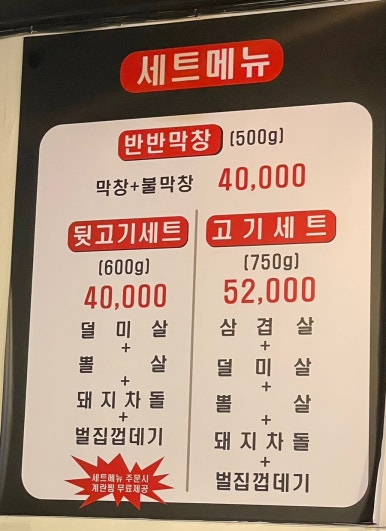 세트메뉴
반반막창 (500g)
막창+불막창 40,000
뒷고기세트
(600g)
40,000
덜미살
+
뽈살
+
돼지차돌
+
벌집껍데기
세트메뉴 주문시
계란찜 무료제공
고기세트
(750g)
52,000
삼겹살
+
덜미살
+
뽈살
+
돼지차돌
+
벌집껍데기